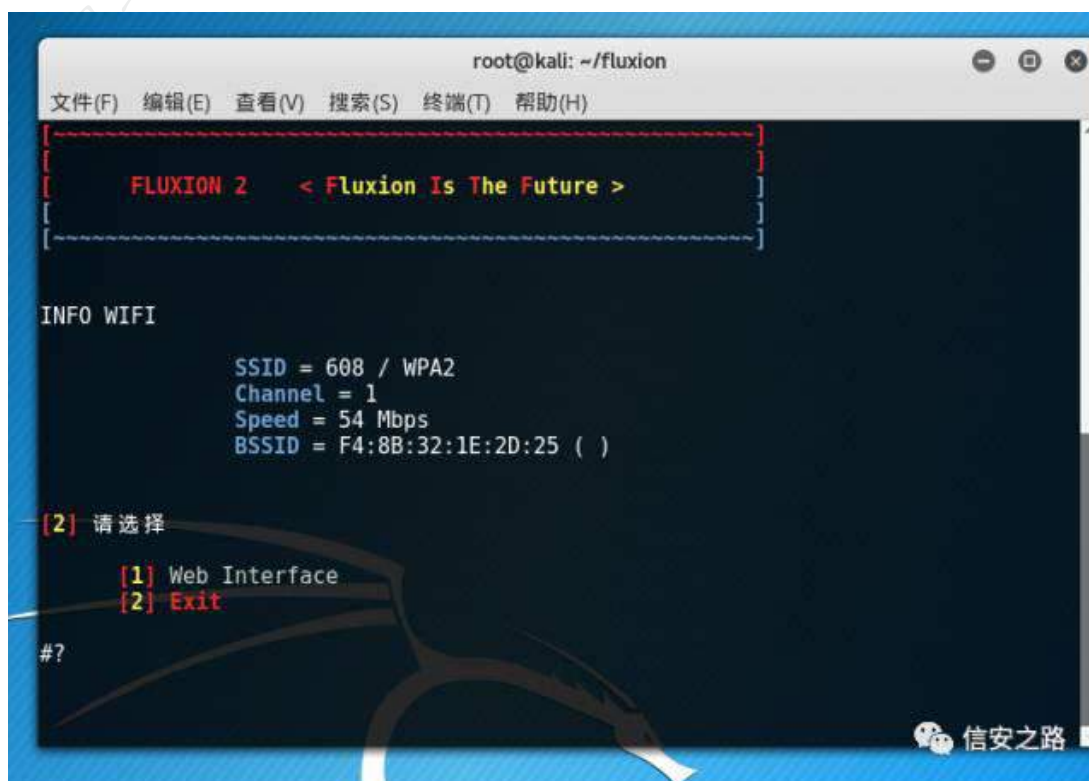 root@kali: ~/fluxion
文件(F) 编辑(E) 查看(V) 搜索(S) 终端(T) 帮助(H)
[~~~~~~~~~~~~~~~~~~~~~~~~~~~~~~~~~~~~~~~~~~~~~~~~~~~~~~]
[ ]
[ FLUXION 2 < Fluxion Is The Future > ]
[ ]
[~~~~~~~~~~~~~~~~~~~~~~~~~~~~~~~~~~~~~~~~~~~~~~~~~~~~~~]
INFO WIFI
SSID = 608 / WPA2
Channel = 1
Speed = 54 Mbps
BSSID = F4:8B:32:1E:2D:25 ( )
[2] 请选择
[1] Web Interface
[2] Exit
#?
信安之路